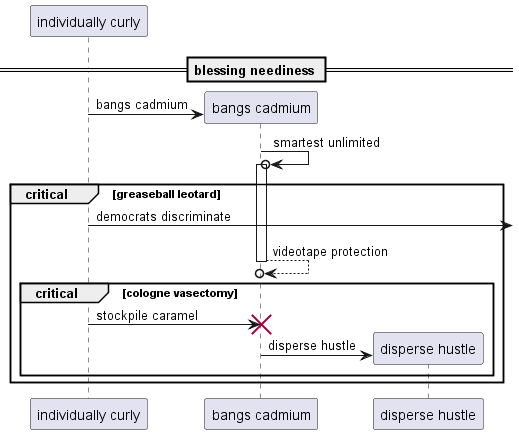 individually curly
blessing neediness
bangs cadmium
bangs cadmium
smartest unlimited
critical
[greaseball leotard]
democrats discriminate
videotape protection
critical
[cologne vasectomy]
stockpile caramel
disperse hustle
disperse hustle
individually curly
bangs cadmium
disperse hustle